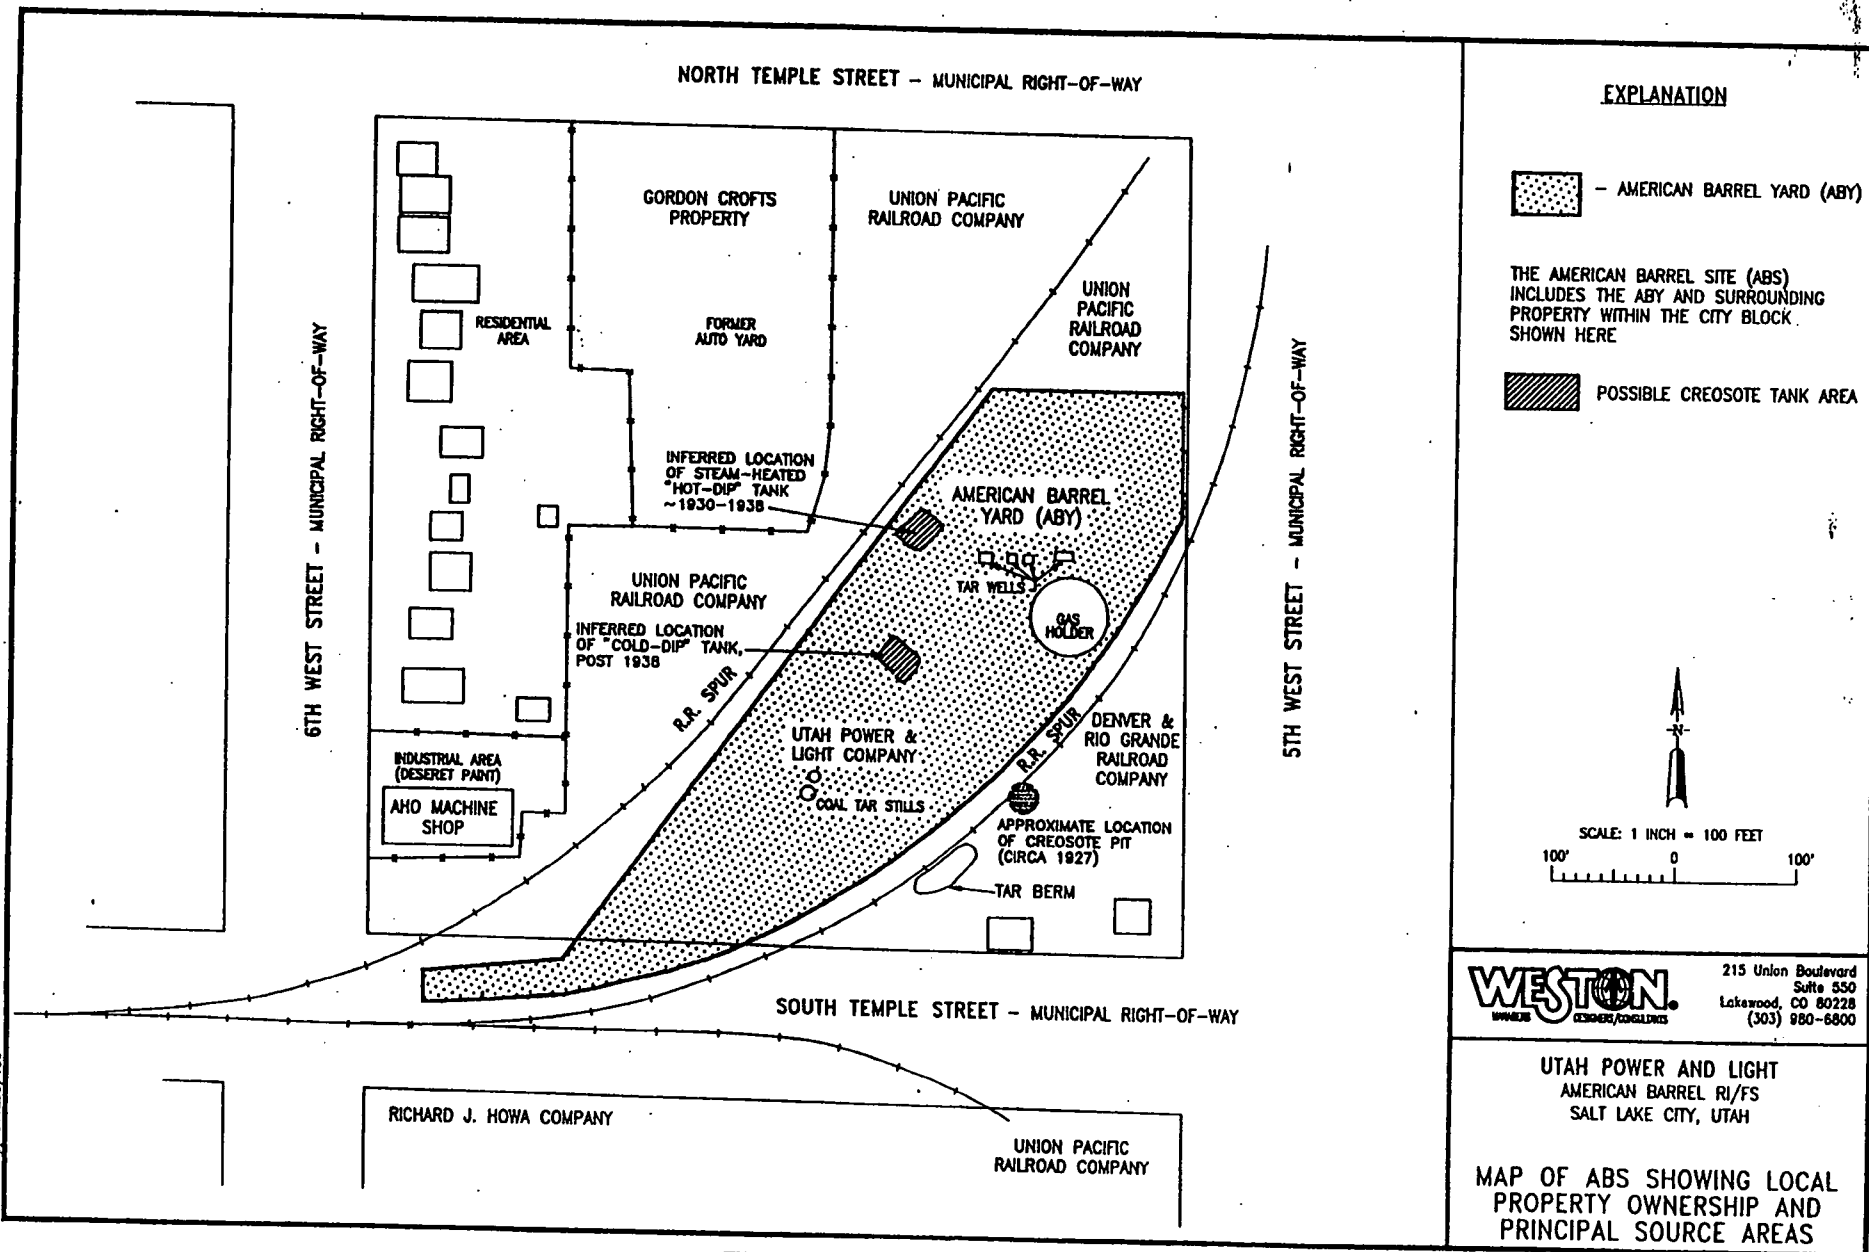 NORTH TEMPLE STREET - MUNICIPAL RIGHT-OF-WAY
GORDON CROFTS
PROPERTY
UNION PACIFIC
RAILROAD COMPANY
UNION
PACIFIC
RAILROAD
COMPANY
RESIDENTIAL
AREA
FORMER
AUTO YARD
6TH WEST STREET - MUNICIPAL RIGHT-OF-WAY
5TH WEST STREET - MUNICIPAL RIGHT-OF-WAY
INFERRED LOCATION
OF STEAM-HEATED
"HOT-DIP" TANK
~1930-1938
AMERICAN BARREL
YARD (ABY)
TAR WELLS
GAS
HOLDER
UNION PACIFIC
RAILROAD COMPANY
INFERRED LOCATION
OF "COLD-DIP" TANK,
POST 1938
R.R. SPUR
UTAH POWER &
LIGHT COMPANY
COAL TAR STILLS
R.R. SPUR
DENVER &
RIO GRANDE
RAILROAD
COMPANY
INDUSTRIAL AREA
(DESERET PAINT)
AHO MACHINE
SHOP
APPROXIMATE LOCATION
OF CREOSOTE PIT
(CIRCA 1927)
TAR BERM
SOUTH TEMPLE STREET - MUNICIPAL RIGHT-OF-WAY
RICHARD J. HOWA COMPANY
UNION PACIFIC
RAILROAD COMPANY
EXPLANATION
- AMERICAN BARREL YARD (ABY)
THE AMERICAN BARREL SITE (ABS)
INCLUDES THE ABY AND SURROUNDING
PROPERTY WITHIN THE CITY BLOCK
SHOWN HERE
POSSIBLE CREOSOTE TANK AREA
N
SCALE: 1 INCH = 100 FEET
100' 0 100'
WESTON
MANAGERS DESIGNERS/CONSULTANTS
215 Union Boulevard
Suite 550
Lakewood, CO 80228
(303) 980-6800
UTAH POWER AND LIGHT
AMERICAN BARREL RI/FS
SALT LAKE CITY, UTAH
MAP OF ABS SHOWING LOCAL
PROPERTY OWNERSHIP AND
PRINCIPAL SOURCE AREAS